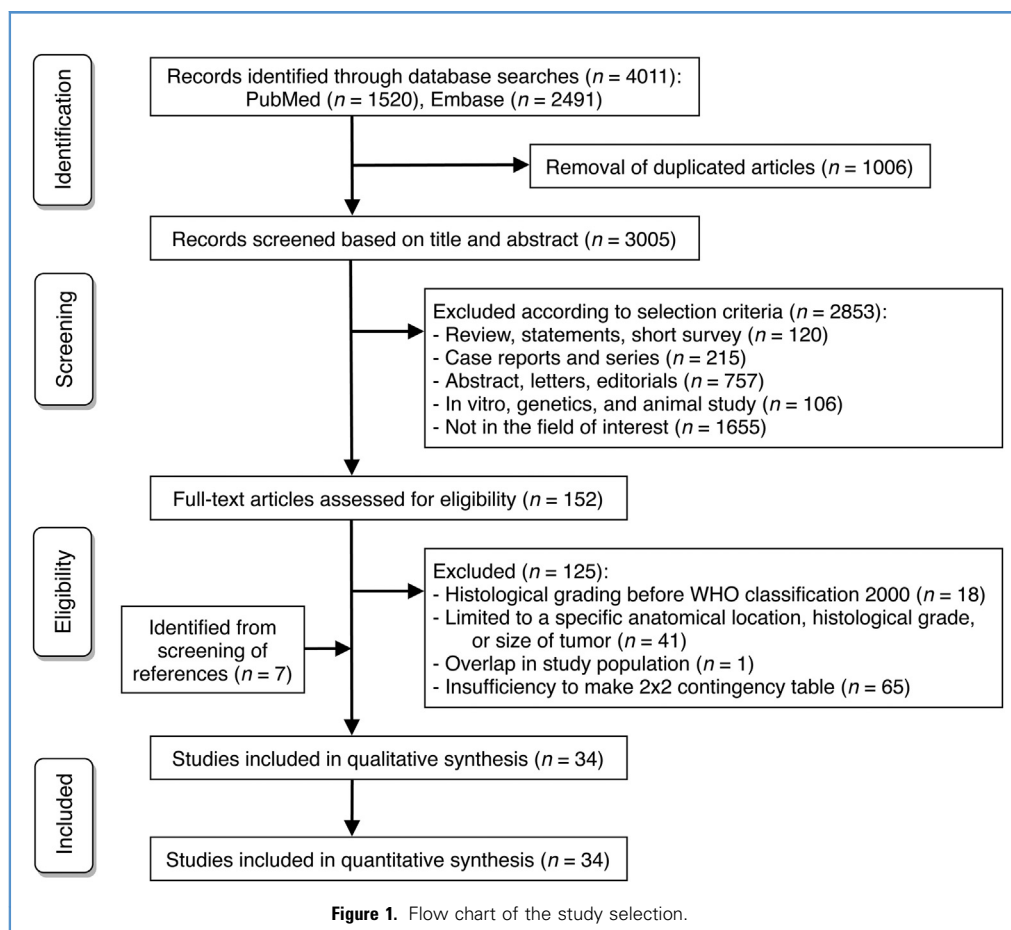 Identification
Records identified through database searches (n = 4011):
PubMed (n = 1520), Embase (n = 2491)
Removal of duplicated articles (n = 1006)
Records screened based on title and abstract (n = 3005)
Screening
Excluded according to selection criteria (n = 2853):
- Review, statements, short survey (n = 120)
- Case reports and series (n = 215)
- Abstract, letters, editorials (n = 757)
- In vitro, genetics, and animal study (n = 106)
- Not in the field of interest (n = 1655)
Full-text articles assessed for eligibility (n = 152)
Eligibility
Excluded (n = 125):
- Histological grading before WHO classification 2000 (n = 18)
- Limited to a specific anatomical location, histological grade,
or size of tumor (n = 41)
- Overlap in study population (n = 1)
- Insufficiency to make 2x2 contingency table (n = 65)
Identified from
screening of
references (n = 7)
Studies included in qualitative synthesis (n = 34)
Included
Studies included in quantitative synthesis (n = 34)
Figure 1. Flow chart of the study selection.